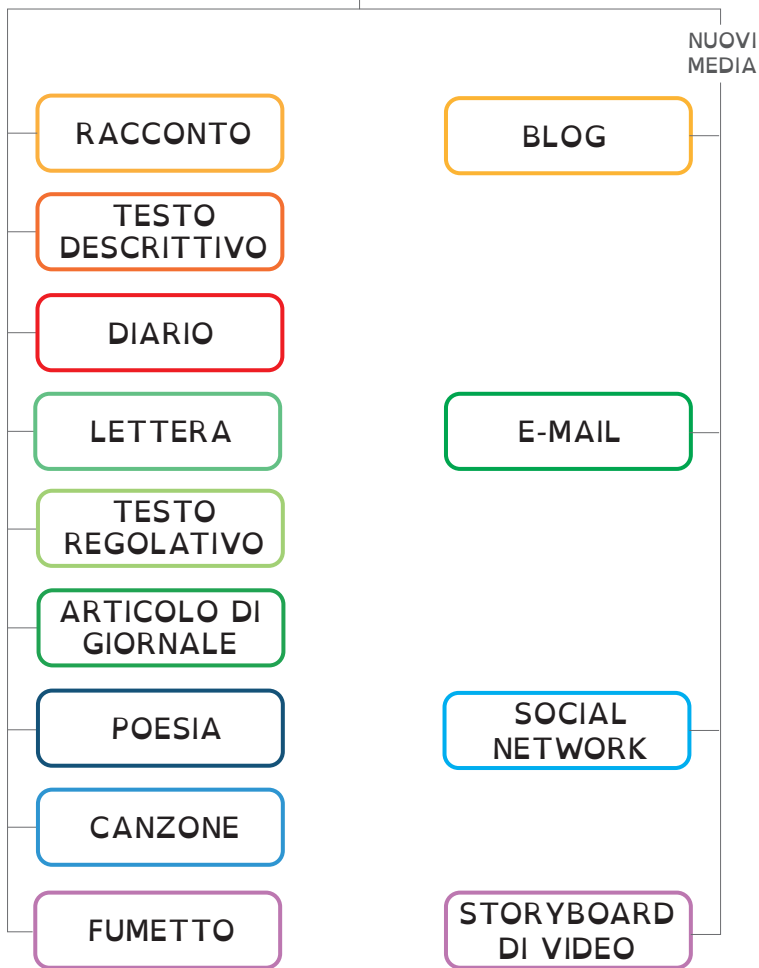 NUOVI
MEDIA
RACCONTO
BLOG
TESTO
DESCRITTIVO
DIARIO
LETTERA
E-MAIL
TESTO
REGOLATIVO
ARTICOLO DI
GIORNALE
POESIA
SOCIAL
NETWORK
CANZONE
FUMETTO
STORYBOARD
DI VIDEO